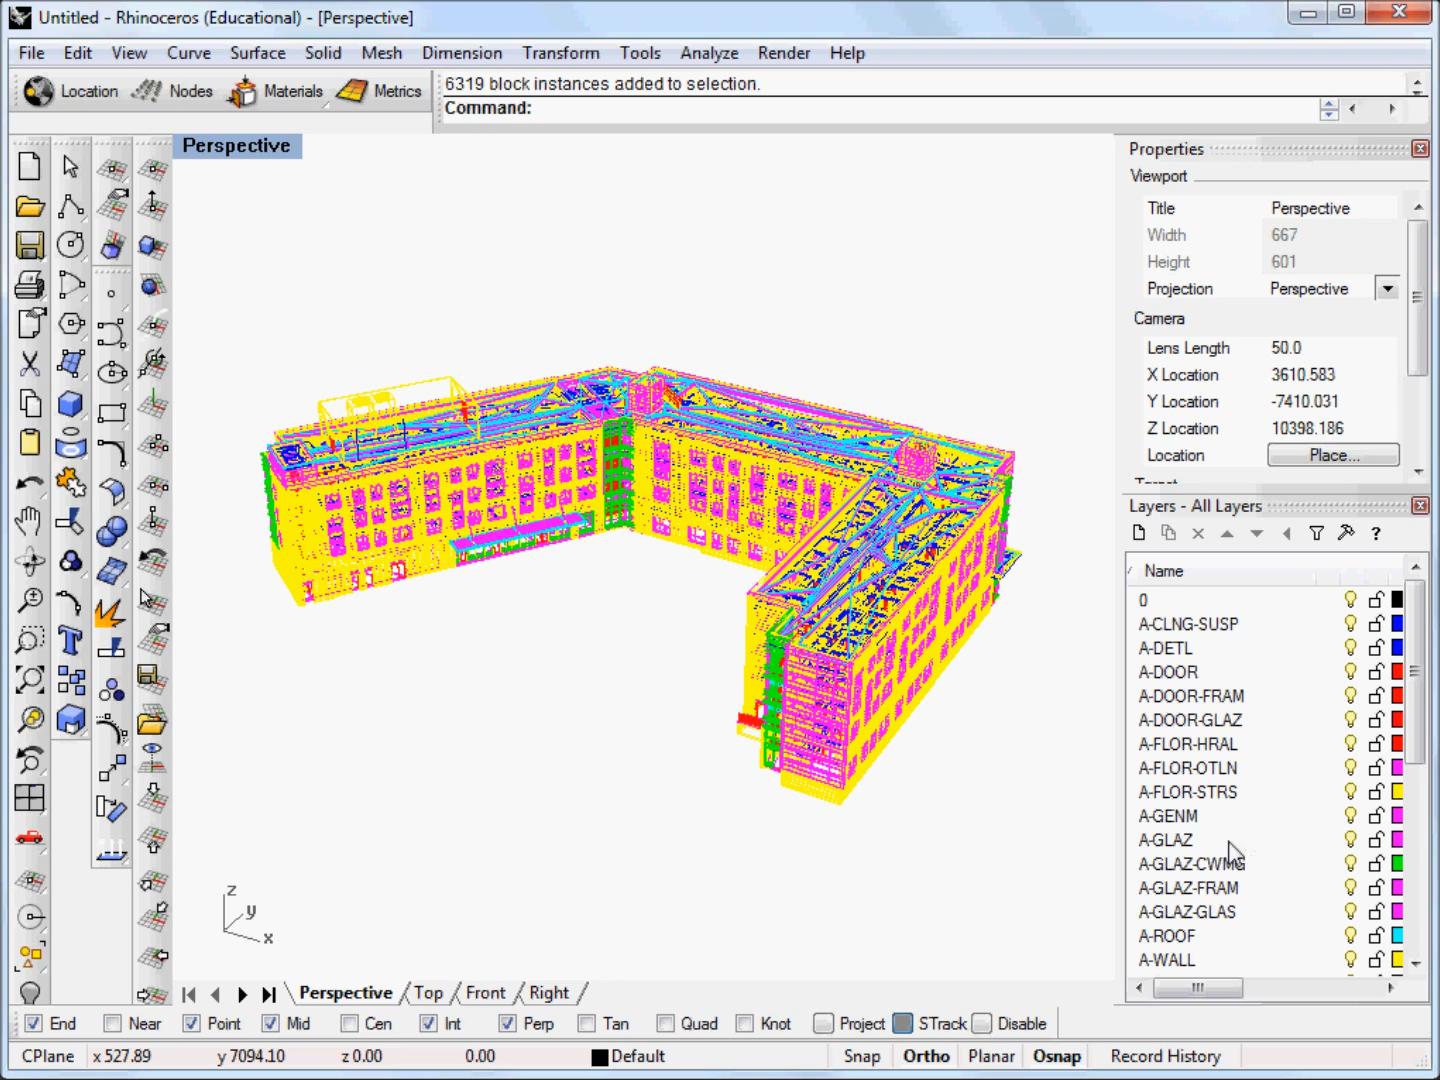 Untitled - Rhinoceros (Educational) - [Perspective]
File Edit View Curve Surface Solid Mesh Dimension Transform Tools Analyze Render Help
Location Nodes Materials Metrics
6319 block instances added to selection.
Command:
Perspective
Properties
Viewport
Title Perspective
Width 667
Height 601
Projection Perspective
Camera
Lens Length 50.0
X Location 3610.583
Y Location -7410.031
Z Location 10398.186
Location Place...
Layers - All Layers
?
Name
0
A-CLNG-SUSP
A-DETL
A-DOOR
A-DOOR-FRAM
A-DOOR-GLAZ
A-FLOR-HRAL
A-FLOR-OTLN
A-FLOR-STRS
A-GENM
A-GLAZ
A-GLAZ-CWMG
A-GLAZ-FRAM
A-GLAZ-GLAS
A-ROOF
A-WALL
z
y
x
Perspective Top Front Right
End Near Point Mid Cen Int Perp Tan Quad Knot Project STrack Disable
CPlane x 527.89 y 7094.10 z 0.00 0.00 Default Snap Ortho Planar Osnap Record History